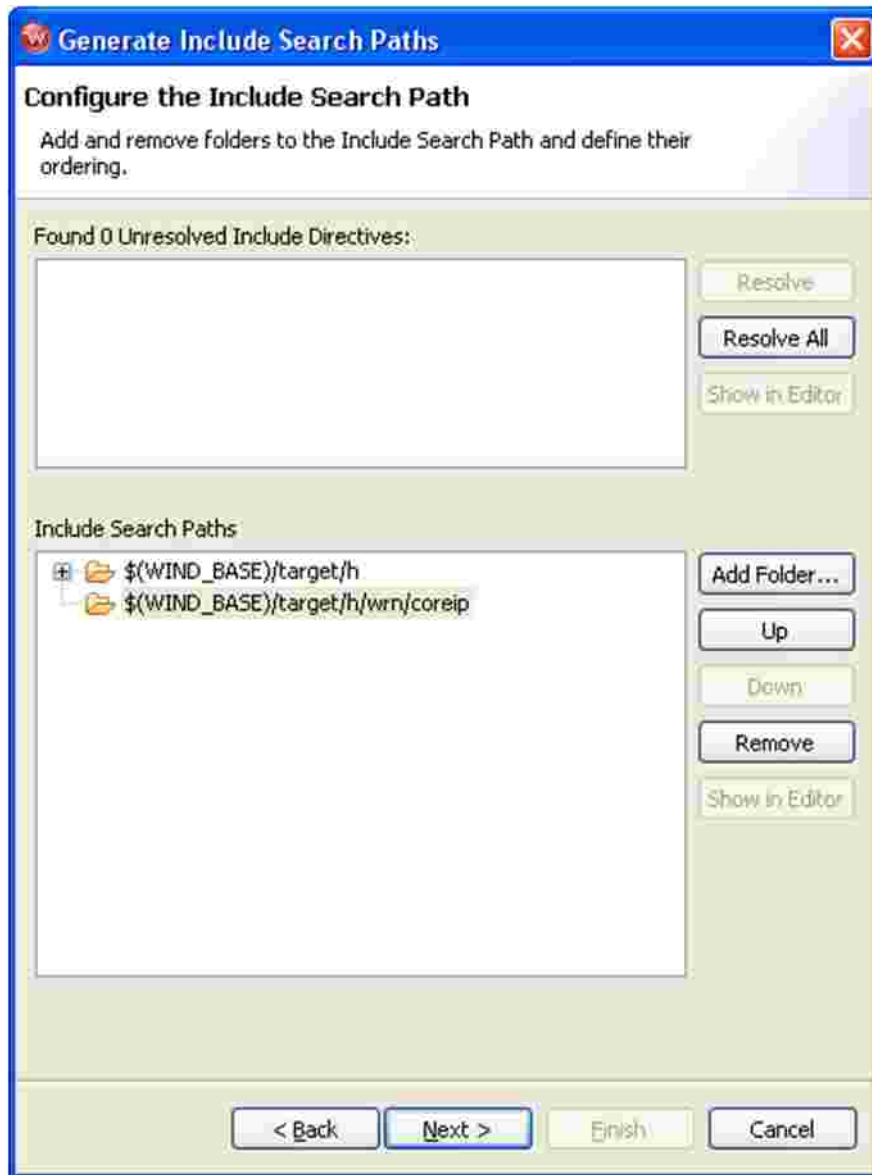 Generate Include Search Paths
Configure the Include Search Path
Add and remove folders to the Include Search Path and define their
ordering.
Found 0 Unresolved Include Directives:
Resolve
Resolve All
Show in Editor
Include Search Paths
$(WIND_BASE)/target/h
$(WIND_BASE)/target/h/wrn/coreip
Add Folder...
Up
Down
Remove
Show in Editor
< Back
Next >
Finish
Cancel